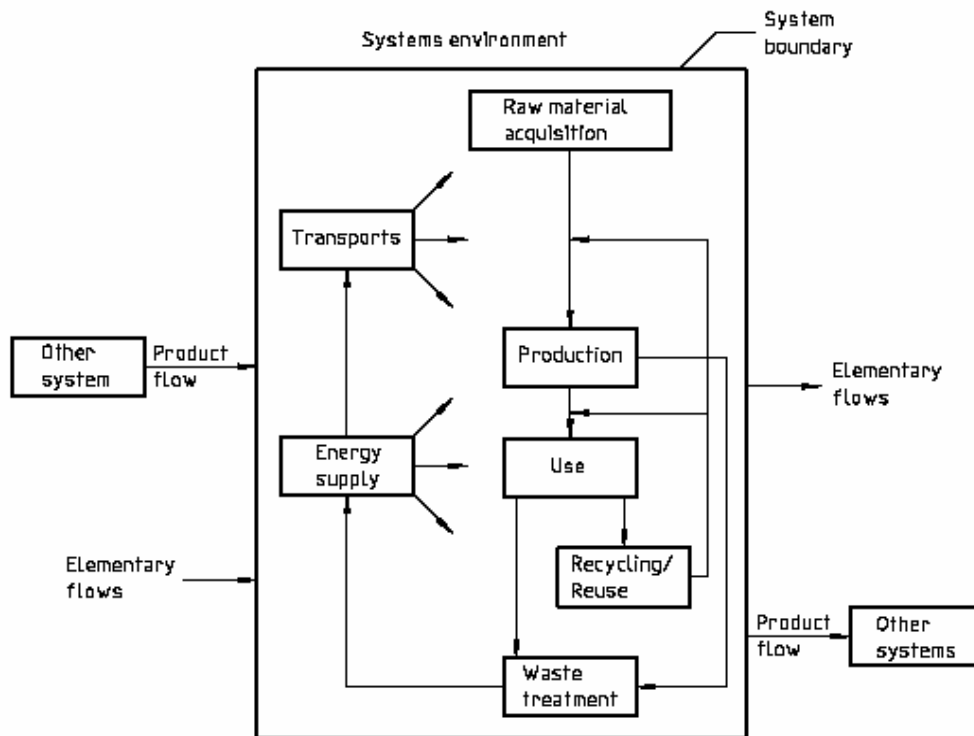 System
boundary
Systems environment
Raw material
acquisition
Transports
Other
system
Product
flow
Production
Elementary
flows
Energy
supply
Use
Elementary
flows
Recycling/
Reuse
Product
flow
Other
systems
Waste
treatment